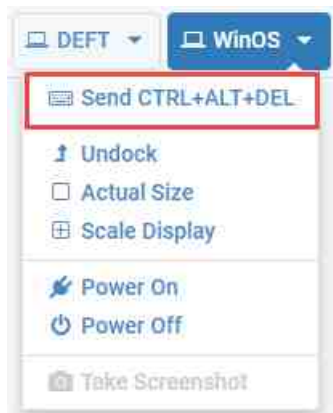 DEFT WinOS
Send CTRL+ALT+DEL
Undock
Actual Size
Scale Display
Power On
Power Off
Take Screenshot